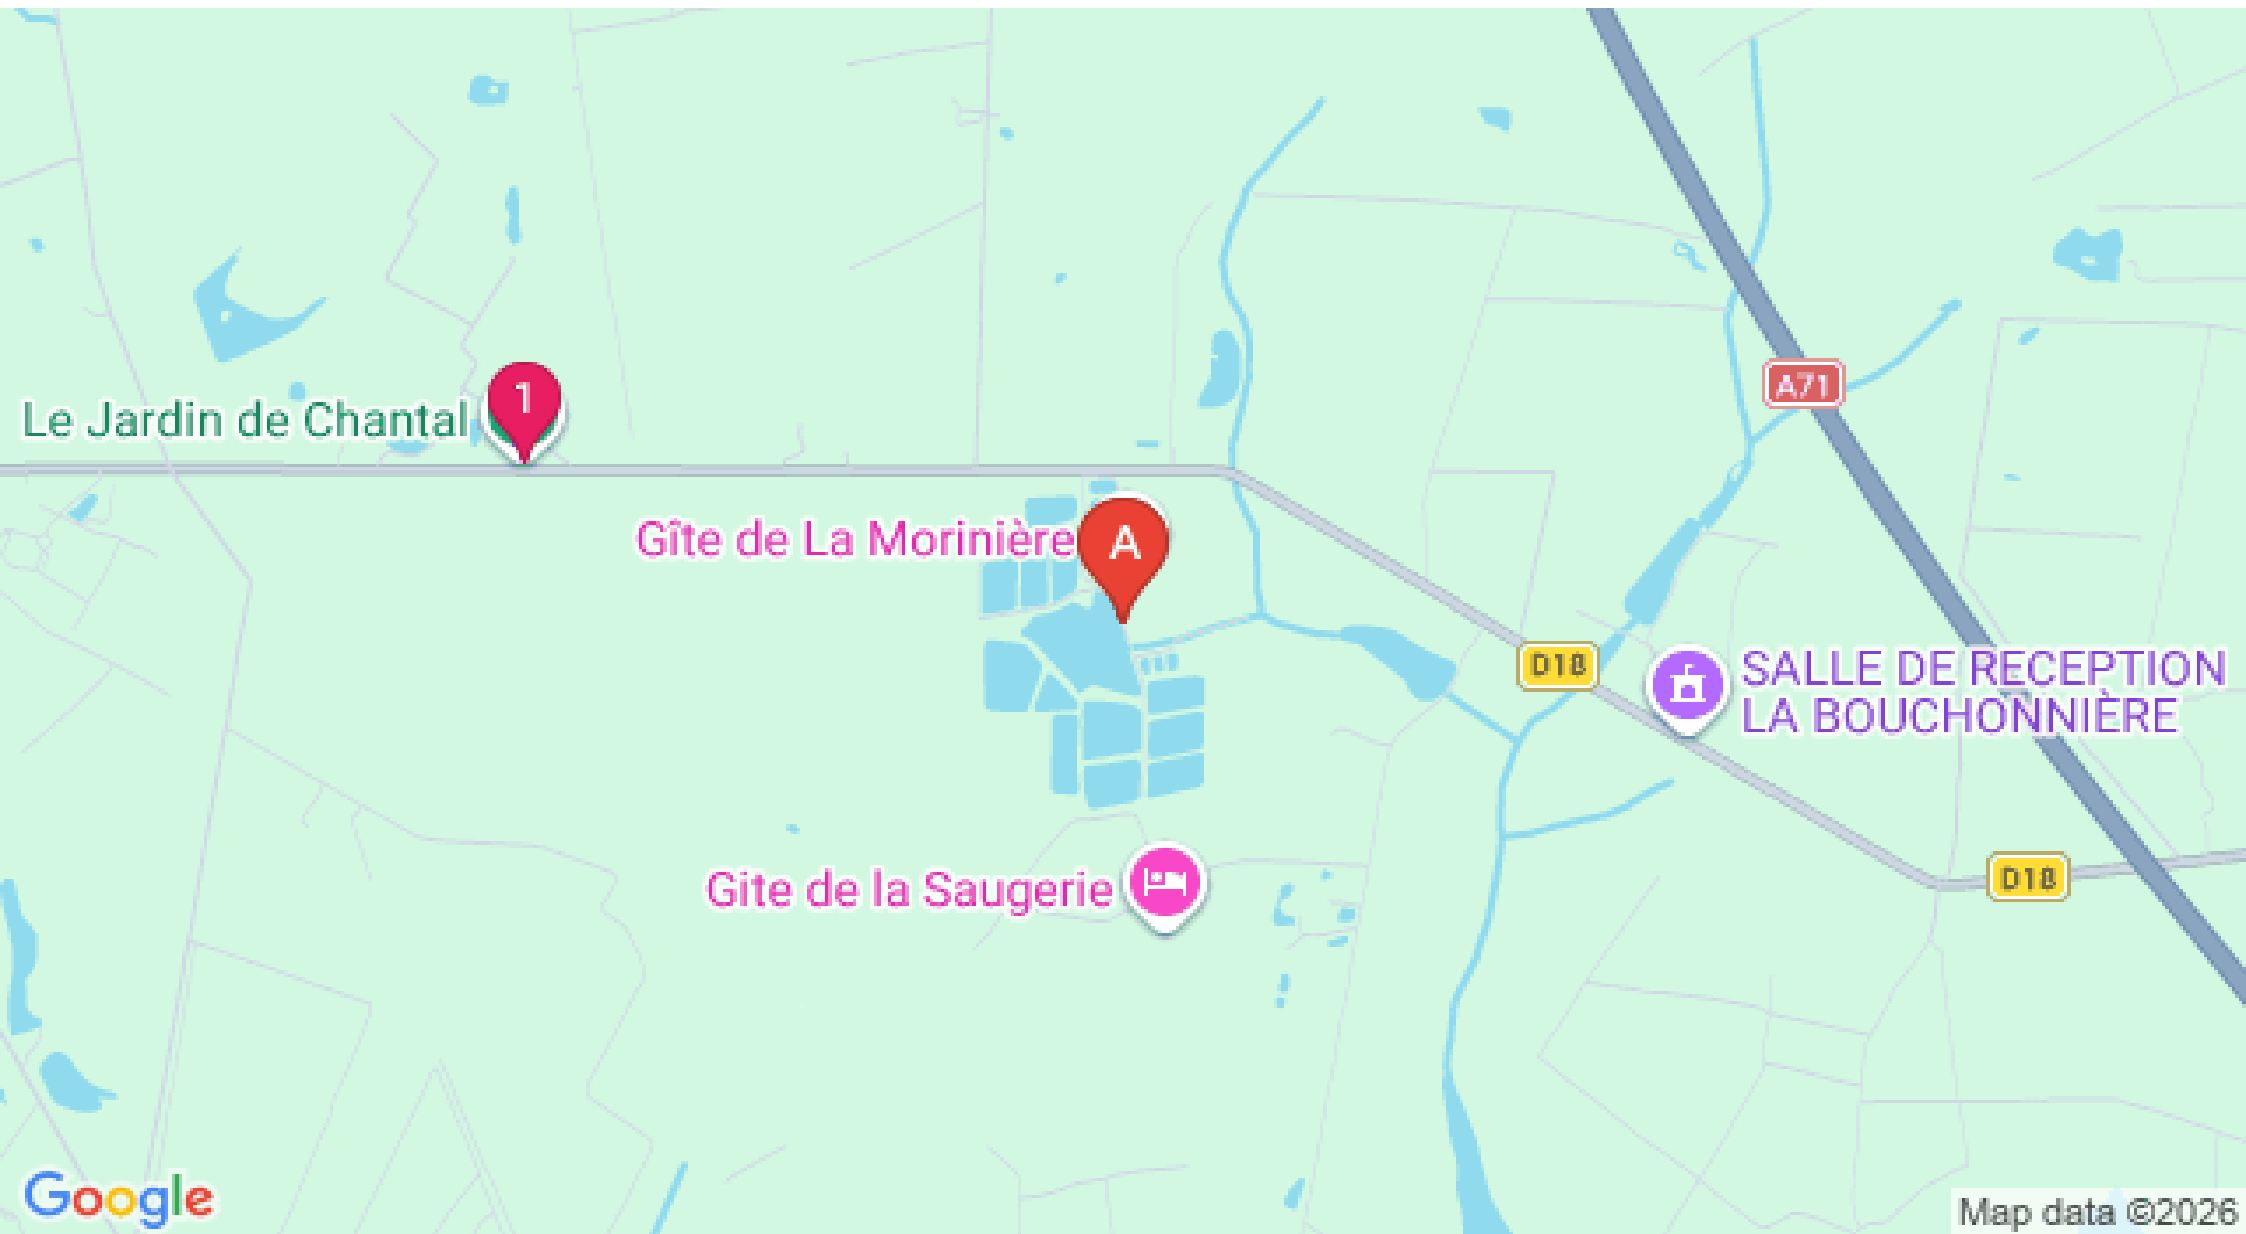 A71
1
Le Jardin de Chantal
Gîte de La Morinière
A
D18
SALLE DE RECEPTION
LA BOUCHONNIÈRE
D18
Gite de la Saugerie
Google
Map data ©2026